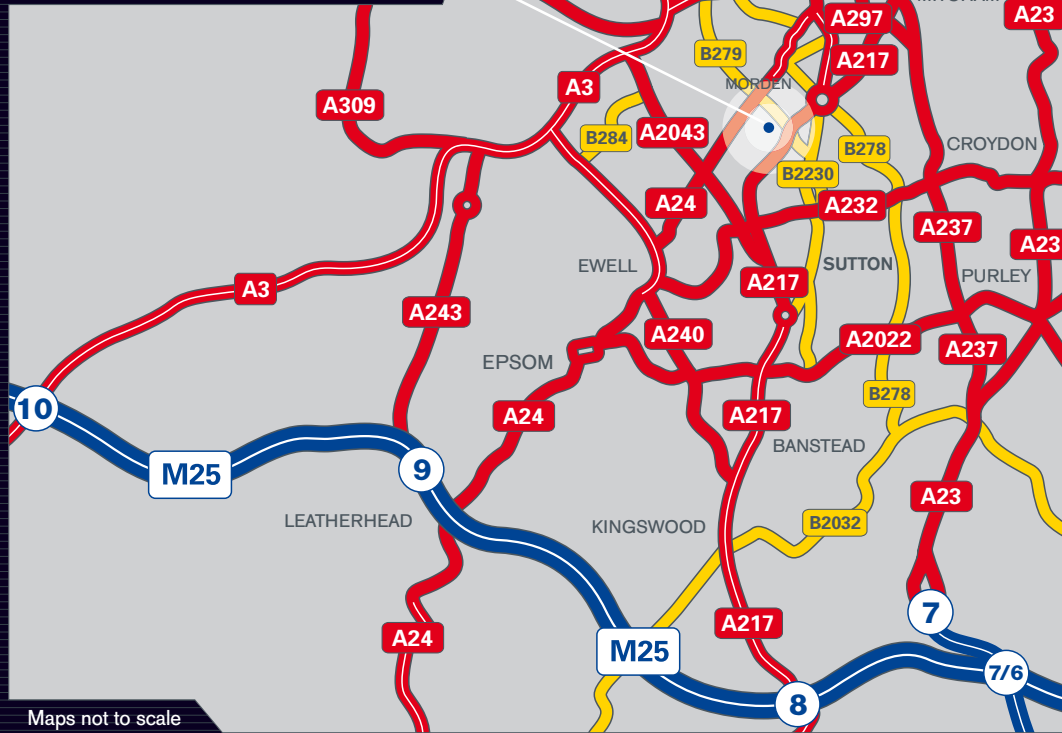 A297
A23
A217
B279
MORDEN
A3
A309
B284
A2043
B278
CROYDON
B2230
A24
A232
A237
A23
EWELL
SUTTON
PURLEY
A3
A217
A243
A240
A2022
A237
EPSOM
B278
A24
A217
10
BANSTEAD
M25
9
A23
LEATHERHEAD
KINGSWOOD
B2032
7
A217
A24
M25
7/6
8
Maps not to scale